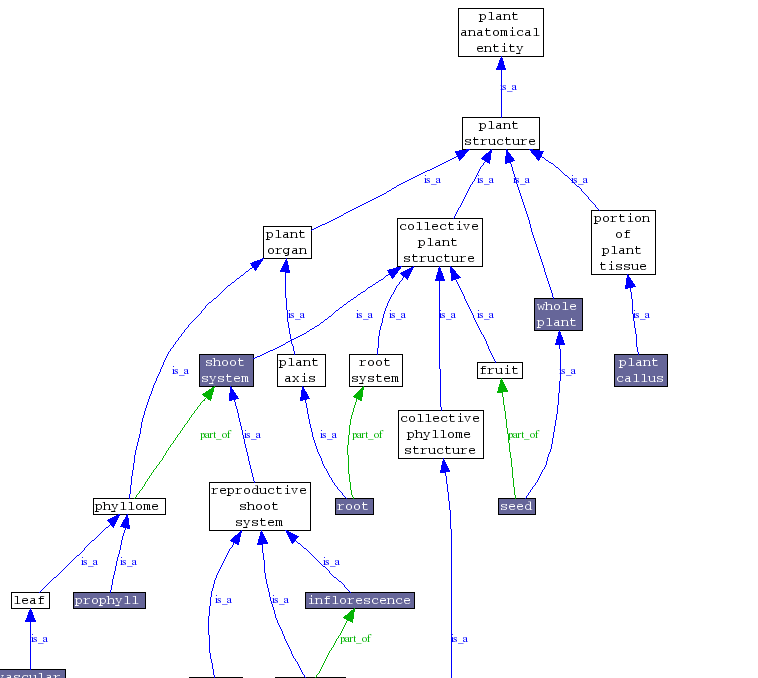 plant
anatomical
entity
is_a
plant
structure
is_a
is_a
is_a
is_a
plant
organ
collective
plant
structure
portion
of
plant
tissue
is_a
is_a
is_a
is_a
is_a
is_a
whole
plant
shoot
system
plant
axis
root
system
fruit
plant
callus
is_a
is_a
collective
phyllome
structure
part_of
is_a
is_a
part_of
part_of
phyllome
reproductive
shoot
system
root
seed
is_a
is_a
is_a
leaf
prophyll
is_a
is_a
inflorescence
is_a
part_of
is_a
vascular